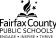 Fairfax County
PUBLIC SCHOOLS
ENGAGE • INSPIRE • THRIVE